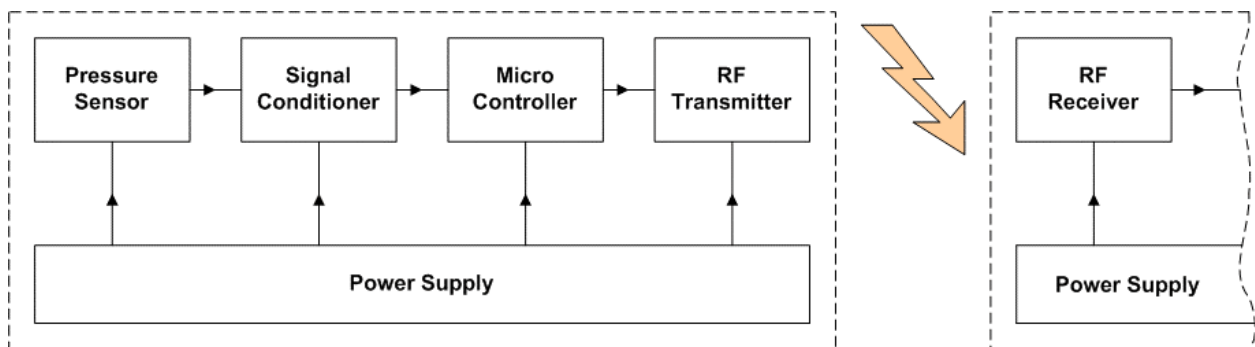 Pressure
Sensor
Signal
Conditioner
Micro
Controller
RF
Transmitter
RF
Receiver
Power Supply
Power Supply